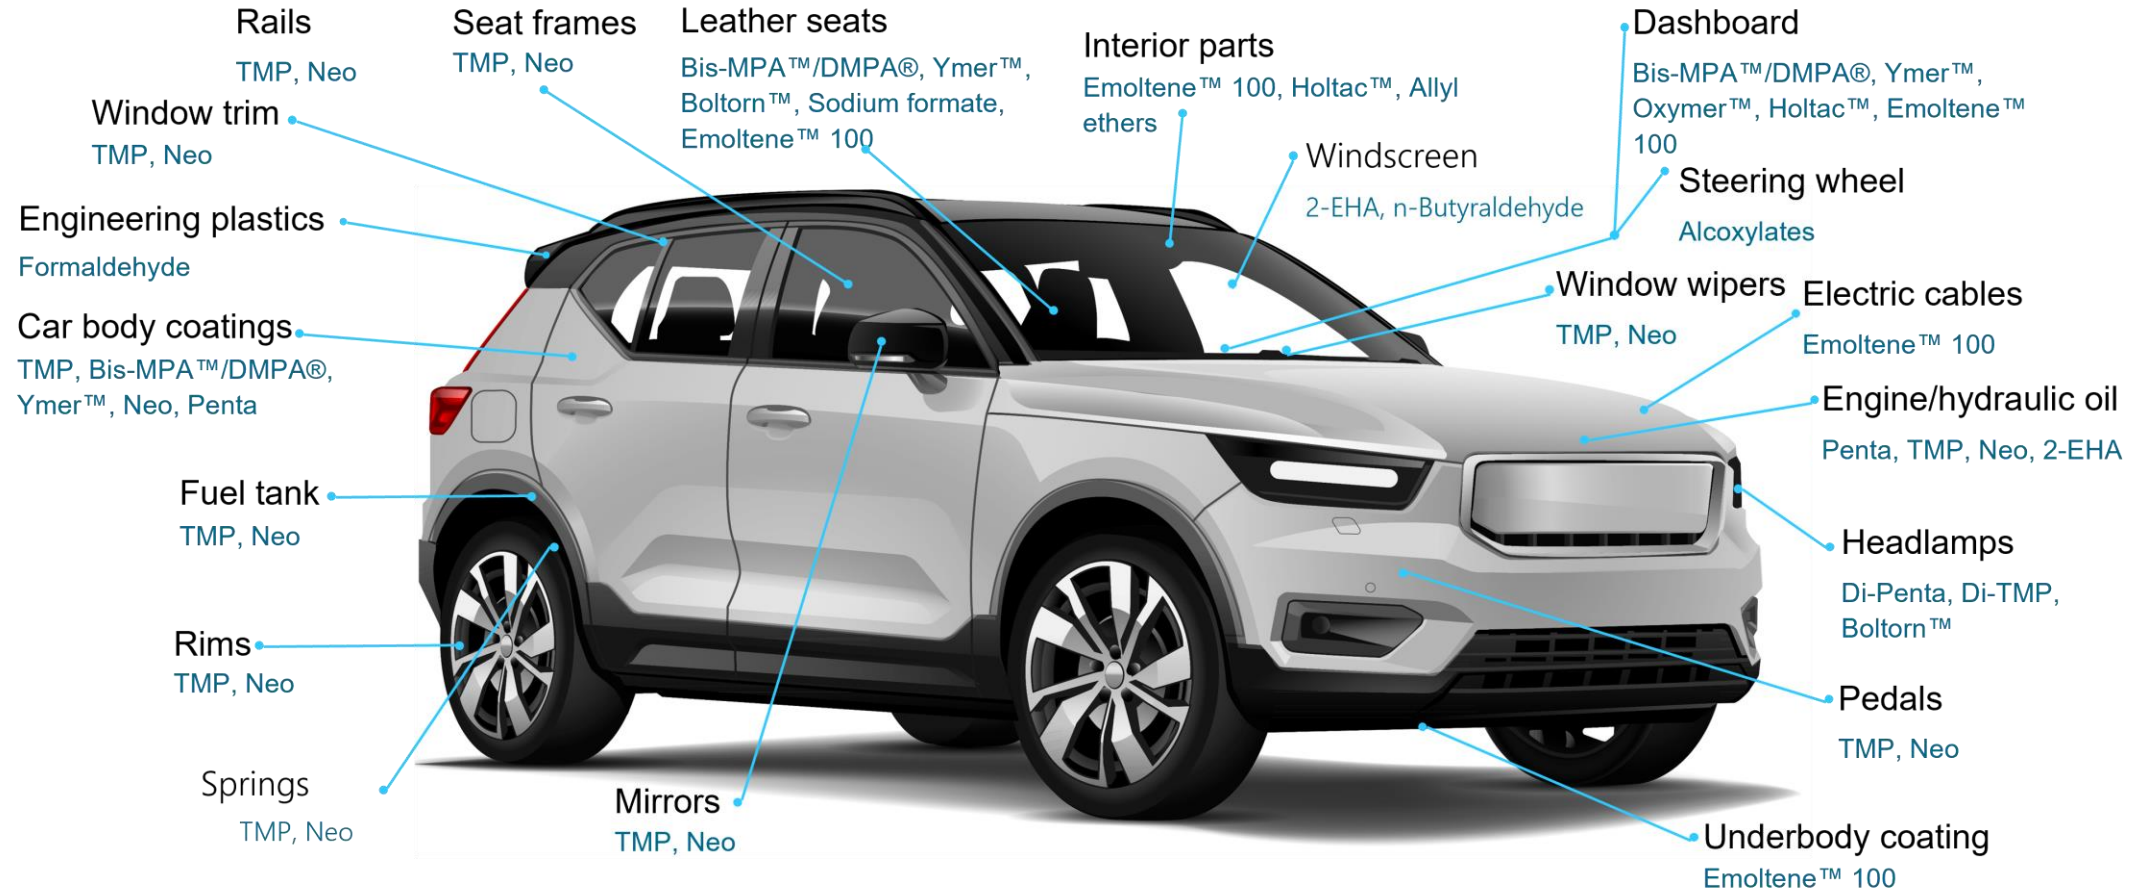 Rails
TMP, Neo
Seat frames
TMP, Neo
Leather seats
Bis-MPA™/DMPA®, Ymer™,
Boltorn™, Sodium formate,
Emoltene™ 100
Interior parts
Emoltene™ 100, Holtac™, Allyl
ethers
Dashboard
Bis-MPA™/DMPA®, Ymer™,
Oxymer™, Holtac™, Emoltene™
100
Window trim
TMP, Neo
Windscreen
2-EHA, n-Butyraldehyde
Steering wheel
Alcoxylates
Engineering plastics
Formaldehyde
Window wipers
TMP, Neo
Electric cables
Emoltene™ 100
Car body coatings
TMP, Bis-MPA™/DMPA®,
Ymer™, Neo, Penta
Engine/hydraulic oil
Penta, TMP, Neo, 2-EHA
Fuel tank
TMP, Neo
Headlamps
Di-Penta, Di-TMP,
Boltorn™
Rims
TMP, Neo
Pedals
TMP, Neo
Springs
TMP, Neo
Mirrors
TMP, Neo
Underbody coating
Emoltene™ 100